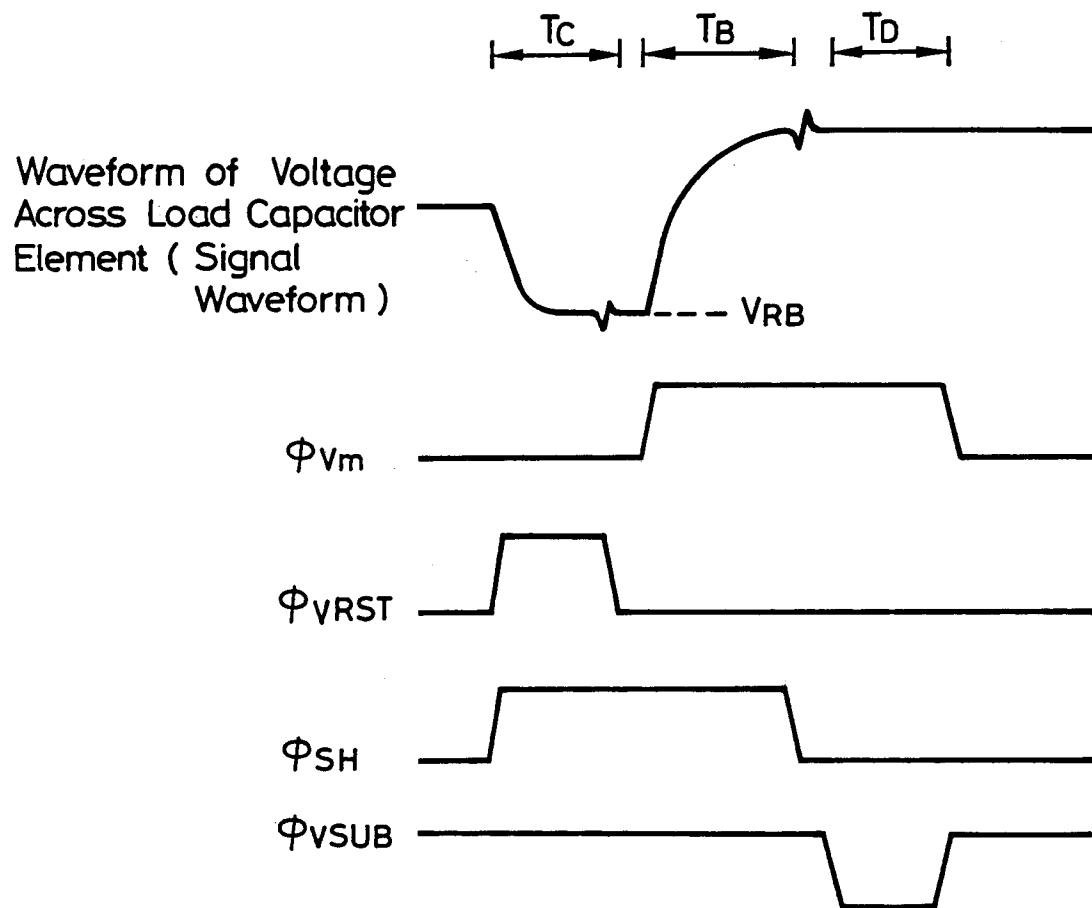 TC TB TD
Waveform of Voltage
Across Load Capacitor
Element ( Signal
Waveform )
VRB
ΦVm
ΦVRST
ΦSH
ΦVSUB